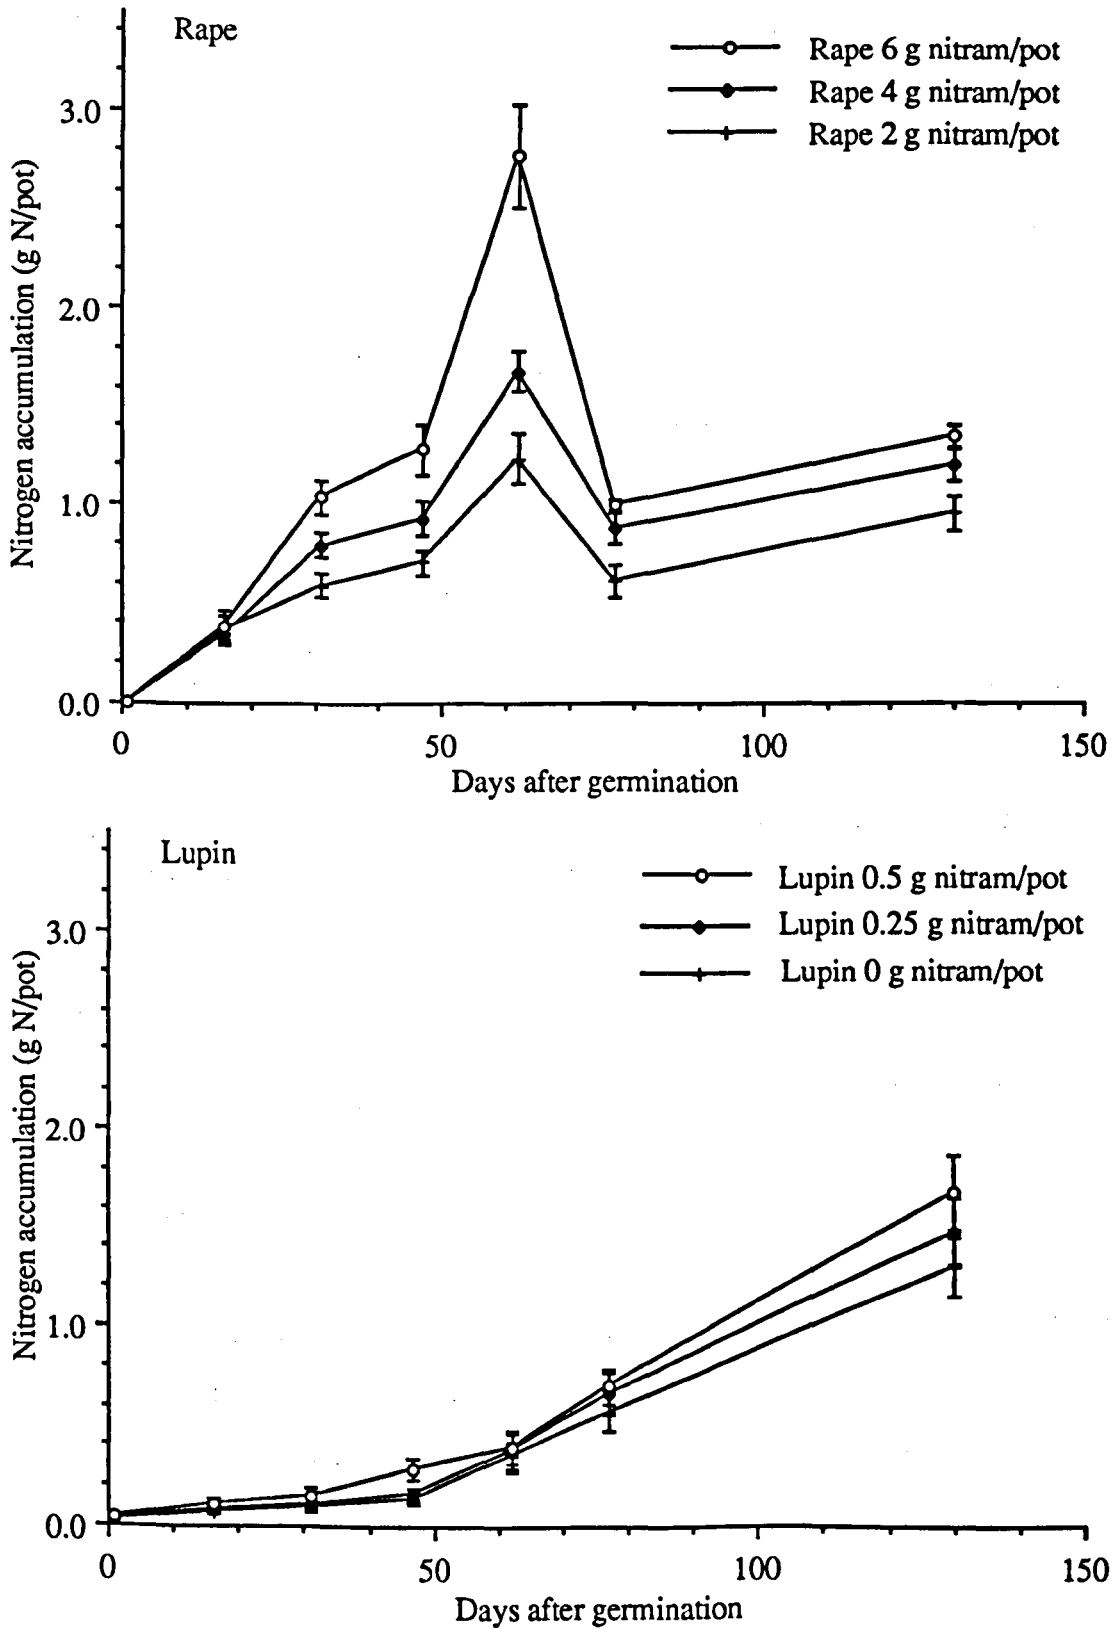 Rape
Rape 6 g nitram/pot
Rape 4 g nitram/pot
Rape 2 g nitram/pot
Nitrogen accumulation (g N/pot)
3.0
2.0
1.0
0.0
0 50 100 150
Days after germination
Lupin
Lupin 0.5 g nitram/pot
Lupin 0.25 g nitram/pot
Lupin 0 g nitram/pot
Nitrogen accumulation (g N/pot)
3.0
2.0
1.0
0.0
0 50 100 150
Days after germination